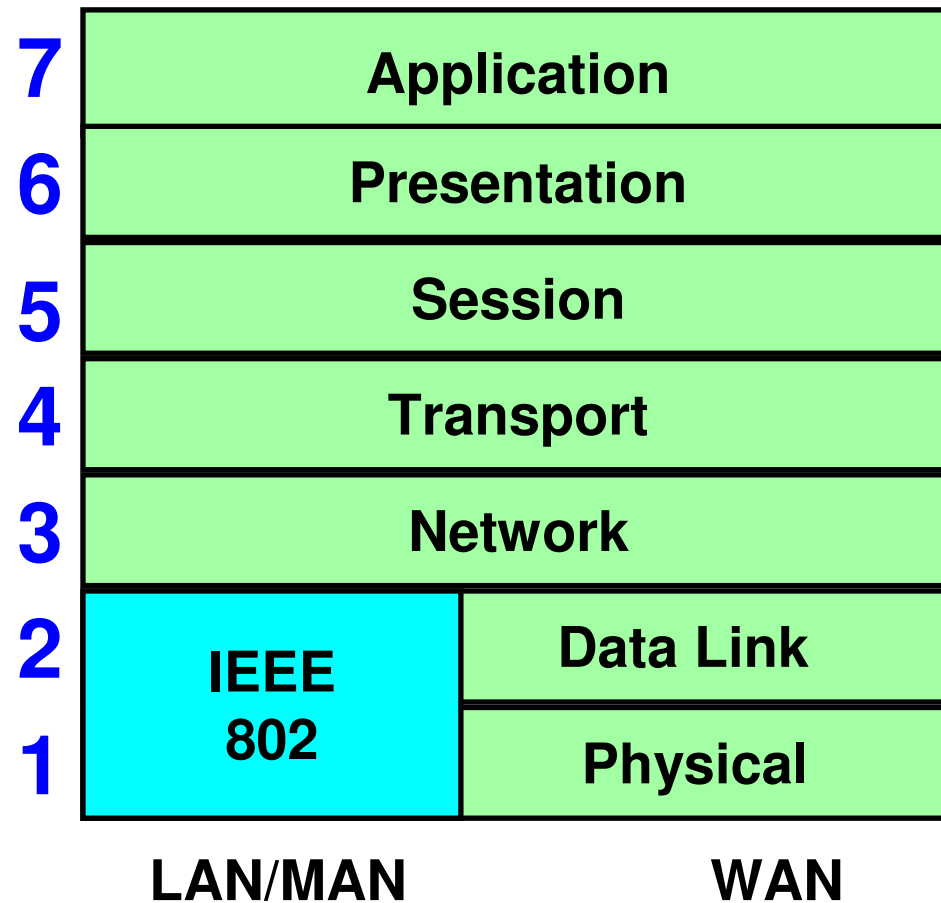 7 Application
6 Presentation
5 Session
4 Transport
3 Network
2 Data Link
IEEE
802
1 Physical
LAN/MAN WAN